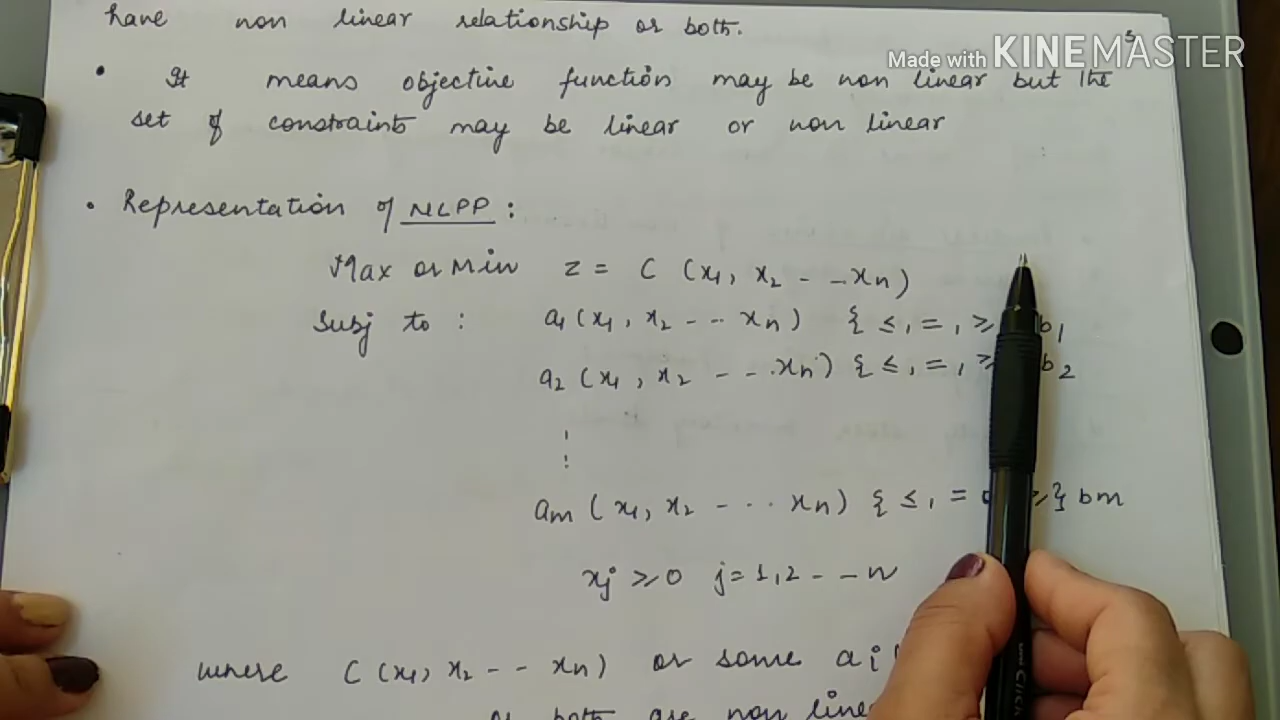 have non linear relationship or both.
5
Made with KINEMASTER
• It means objective function may be non linear but the
set of constraints may be linear or non linear
• Representation of NLPP :
Max or Min z = C (x1, x2 - - xn)
Subj to : a1 (x1, x2 - - - xn) { ≤, =, ≥ b1
a2 (x1, x2 - - - xn) { ≤, =, ≥ b2
⋮
am (x1, x2 - - - xn) { ≤, = ≥} bm
xj ≥ 0 j = 1, 2 - - n
where C (x1, x2 - - xn) or some ai
or both are non linear